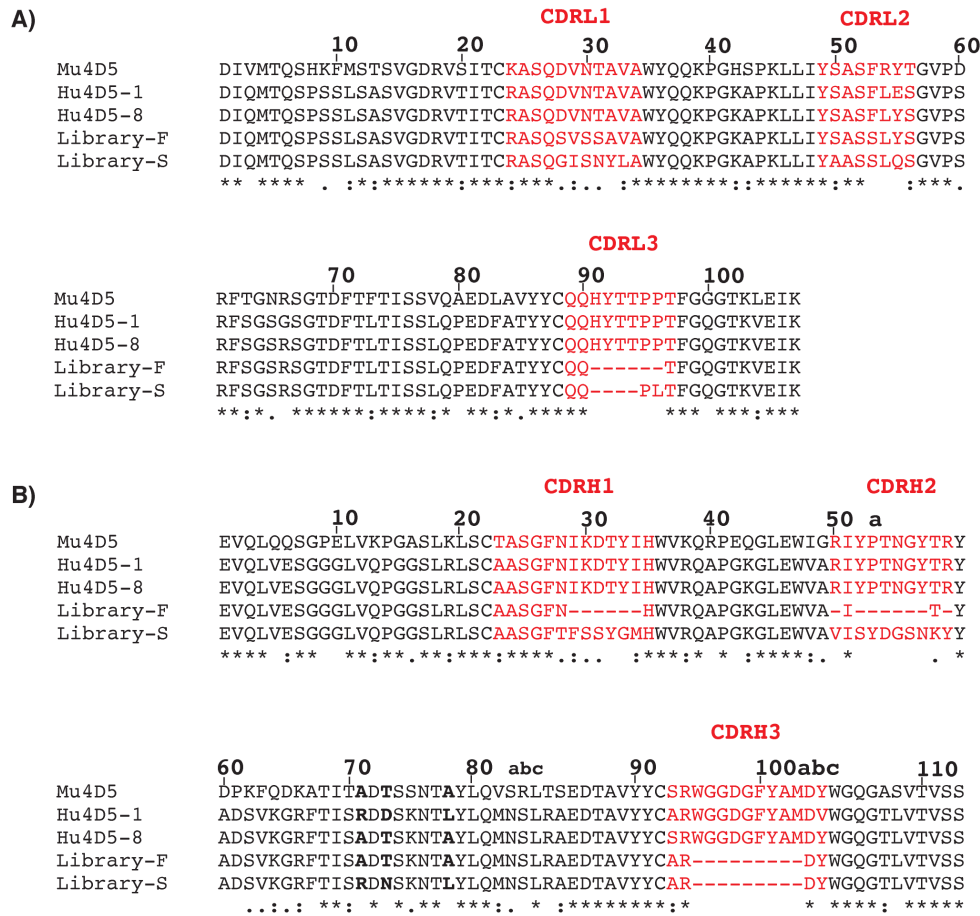 A)
CDRL1 CDRL2
10 20 30 40 50 60
Mu4D5 DIVMTQSHKFMSTSVGDRVSITCKASQDVNTAVAWYQQKPGHSPKLLIYSASFRYTGVPD
Hu4D5-1 DIQMTQSPSSLSASVGDRVTITCRASQDVNTAVAWYQQKPGKAPKLLIYSASFLESGVPS
Hu4D5-8 DIQMTQSPSSLSASVGDRVTITCRASQDVNTAVAWYQQKPGKAPKLLIYSASFLYSGVPS
Library-F DIQMTQSPSSLSASVGDRVTITCRASQSVSSAVAWYQQKPGKAPKLLIYSASSLYSGVPS
Library-S DIQMTQSPSSLSASVGDRVTITCRASQGISNYLAWYQQKPGKAPKLLIYAASSLQSGVPS
** **** . *:*****:***:****.:.. :*******::*****:*** :***.
CDRL3
70 80 90 100
Mu4D5 RFTGNRSGTDFTFTISSVQAEDLAVYYCQQHYTTPPTFGGGTKLEIK
Hu4D5-1 RFSGSGSGTDFTLTISSLQPEDFATYYCQQHYTTPPTFGQGTKVEIK
Hu4D5-8 RFSGSRSGTDFTLTISSLQPEDFATYYCQQHYTTPPTFGQGTKVEIK
Library-F RFSGSRSGTDFTLTISSLQPEDFATYYCQQ------TFGQGTKVEIK
Library-S RFSGSRSGTDFTLTISSLQPEDFATYYCQQ----PLTFGQGTKVEIK
**:*. ******:****:* **:*.***** *** ***:***
B)
CDRH1 CDRH2
10 20 30 40 50 a
Mu4D5 EVQLQQSGPELVKPGASLKLSCTASGFNIKDTYIHWVKQRPEQGLEWIGRIYPTNGYTRY
Hu4D5-1 EVQLVESGGGLVQPGGSLRLSCAASGFNIKDTYIHWVRQAPGKGLEWVARIYPTNGYTRY
Hu4D5-8 EVQLVESGGGLVQPGGSLRLSCAASGFNIKDTYIHWVRQAPGKGLEWVARIYPTNGYTRY
Library-F EVQLVESGGGLVQPGGSLRLSCAASGFN------HWVRQAPGKGLEWVA-I------T-Y
Library-S EVQLVESGGGLVQPGGSLRLSCAASGFTFSSYGMHWVRQAPGKGLEWVAVISYDGSNKYY
**** :** **:**.**:***:****.:.. :***:* * :****:. * . *
CDRH3
60 70 80 abc 90 100abc 110
Mu4D5 DPKFQDKATITADTSSNTAYLQVSRLTSEDTAVYYCSRWGGDGFYAMDYWGQGASVTVSS
Hu4D5-1 ADSVKGRFTISRDDSKNTLYLQMNSLRAEDTAVYYCARWGGDGFYAMDVWGQGTLVTVSS
Hu4D5-8 ADSVKGRFTISADTSKNTAYLQMNSLRAEDTAVYYCSRWGGDGFYAMDYWGQGTLVTVSS
Library-F ADSVKGRFTISADTSKNTAYLQMNSLRAEDTAVYYCAR---------DYWGQGTLVTVSS
Library-S ADSVKGRFTISRDNSKNTLYLQMNSLRAEDTAVYYCAR---------DYWGQGTLVTVSS
..:.: **: * *.** ***:. * :********:* * ****: *****